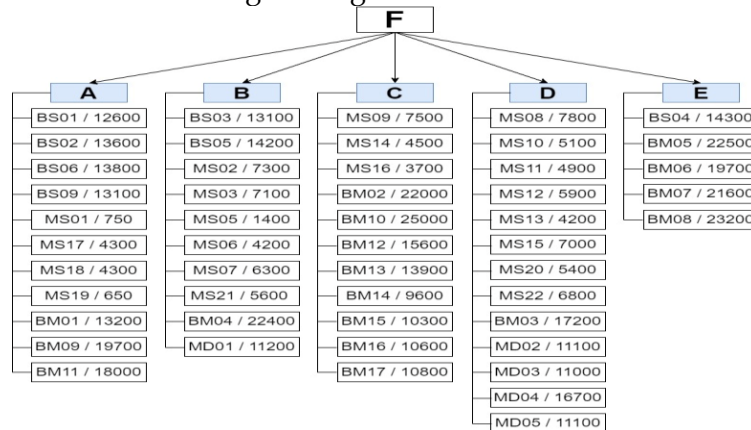 F
A
BS01 / 12600
BS02 / 13600
BS06 / 13800
BS09 / 13100
MS01 / 750
MS17 / 4300
MS18 / 4300
MS19 / 650
BM01 / 13200
BM09 / 19700
BM11 / 18000
B
BS03 / 13100
BS05 / 14200
MS02 / 7300
MS03 / 7100
MS05 / 1400
MS06 / 4200
MS07 / 6300
MS21 / 5600
BM04 / 22400
MD01 / 11200
C
MS09 / 7500
MS14 / 4500
MS16 / 3700
BM02 / 22000
BM10 / 25000
BM12 / 15600
BM13 / 13900
BM14 / 9600
BM15 / 10300
BM16 / 10600
BM17 / 10800
D
MS08 / 7800
MS10 / 5100
MS11 / 4900
MS12 / 5900
MS13 / 4200
MS15 / 7000
MS20 / 5400
MS22 / 6800
BM03 / 17200
MD02 / 11100
MD03 / 11000
MD04 / 16700
MD05 / 11100
E
BS04 / 14300
BM05 / 22500
BM06 / 19700
BM07 / 21600
BM08 / 23200